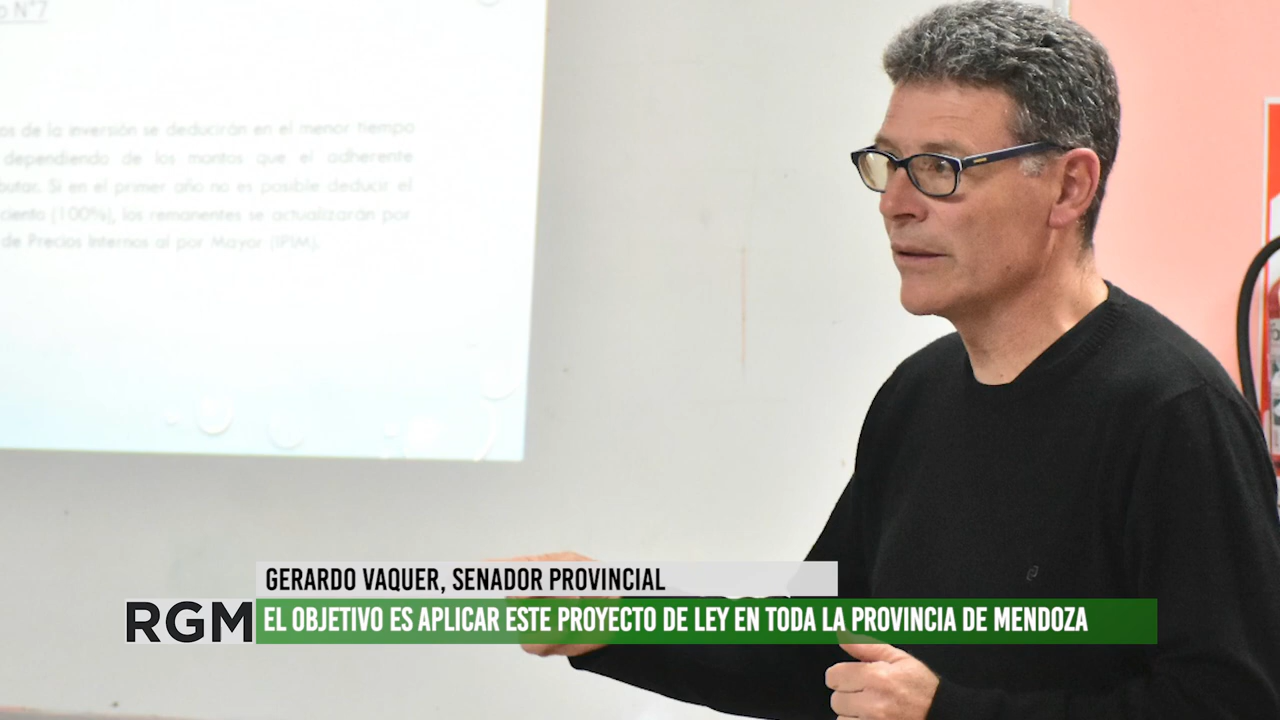 o N°7
os de la inversión se deducirán en el menor tiempo
dependiendo de los montos que el adherente
butar. Si en el primer año no es posible deducir el
ciento (100%), los remanentes se actualizarán por
de Precios Internos al por Mayor (IPIM).
GERARDO VAQUER, SENADOR PROVINCIAL
RGM
EL OBJETIVO ES APLICAR ESTE PROYECTO DE LEY EN TODA LA PROVINCIA DE MENDOZA